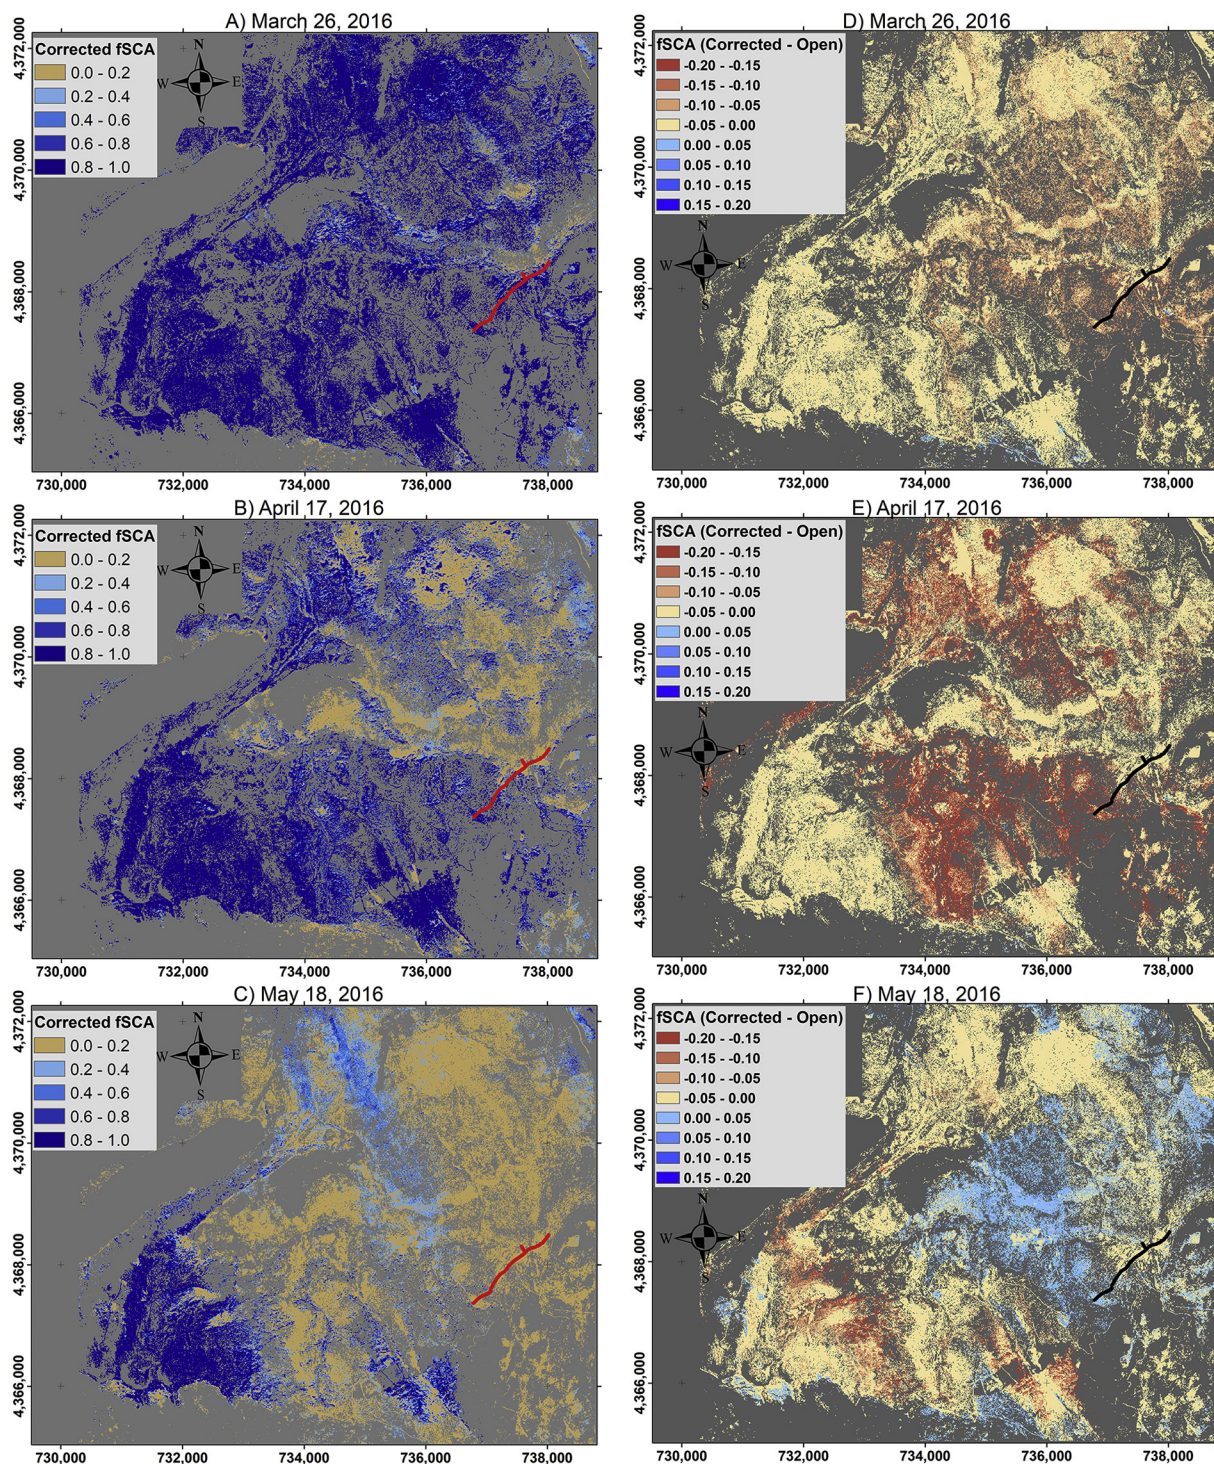 A) March 26, 2016
Corrected fSCA
0.0 - 0.2
0.2 - 0.4
0.4 - 0.6
0.6 - 0.8
0.8 - 1.0
N
W
E
S
4,372,000
4,370,000
4,368,000
4,366,000
730,000 732,000 734,000 736,000 738,000
D) March 26, 2016
fSCA (Corrected - Open)
-0.20 - -0.15
-0.15 - -0.10
-0.10 - -0.05
-0.05 - 0.00
0.00 - 0.05
0.05 - 0.10
0.10 - 0.15
0.15 - 0.20
N
W
E
S
4,372,000
4,370,000
4,368,000
4,366,000
730,000 732,000 734,000 736,000 738,000
B) April 17, 2016
Corrected fSCA
0.0 - 0.2
0.2 - 0.4
0.4 - 0.6
0.6 - 0.8
0.8 - 1.0
N
W
E
S
4,372,000
4,370,000
4,368,000
4,366,000
730,000 732,000 734,000 736,000 738,000
E) April 17, 2016
fSCA (Corrected - Open)
-0.20 - -0.15
-0.15 - -0.10
-0.10 - -0.05
-0.05 - 0.00
0.00 - 0.05
0.05 - 0.10
0.10 - 0.15
0.15 - 0.20
N
W
E
S
4,372,000
4,370,000
4,368,000
4,366,000
730,000 732,000 734,000 736,000 738,000
C) May 18, 2016
Corrected fSCA
0.0 - 0.2
0.2 - 0.4
0.4 - 0.6
0.6 - 0.8
0.8 - 1.0
N
W
E
S
4,372,000
4,370,000
4,368,000
4,366,000
730,000 732,000 734,000 736,000 738,000
F) May 18, 2016
fSCA (Corrected - Open)
-0.20 - -0.15
-0.15 - -0.10
-0.10 - -0.05
-0.05 - 0.00
0.00 - 0.05
0.05 - 0.10
0.10 - 0.15
0.15 - 0.20
N
W
E
S
4,372,000
4,370,000
4,368,000
4,366,000
730,000 732,000 734,000 736,000 738,000